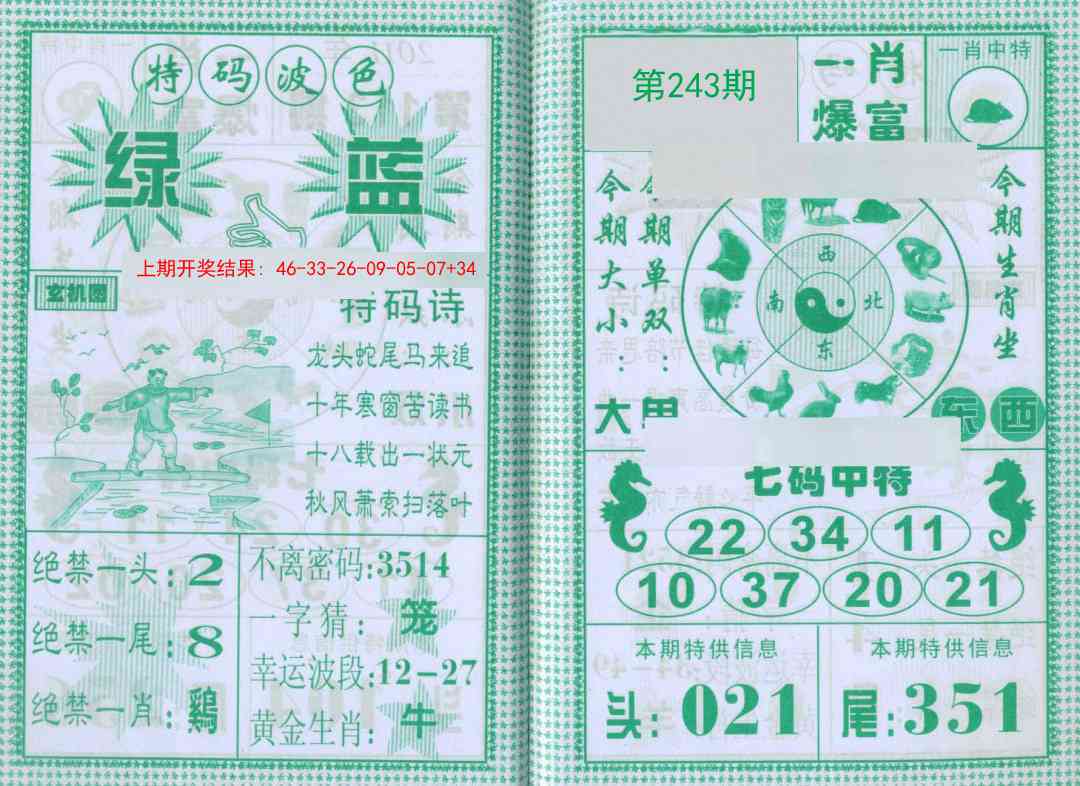 特码波色
绿 蓝
上期开奖结果：46-33-26-09-05-07+34
玄机图
特码诗
龙头蛇尾马来追
十年寒窗苦读书
十八载出一状元
秋风萧索扫落叶
绝禁一头:2
绝禁一尾:8
绝禁一肖:鷄
不离密码:3514
一字猜:笼
幸运波段:12-27
黄金生肖:牛
第243期
一肖
爆富
一肖中特
今期大小:大
今期单双:
西
南 北
东
今期生肖坐
东西
七码中特
22 34 11
10 37 20 21
本期特供信息
头:021
本期特供信息
尾:351